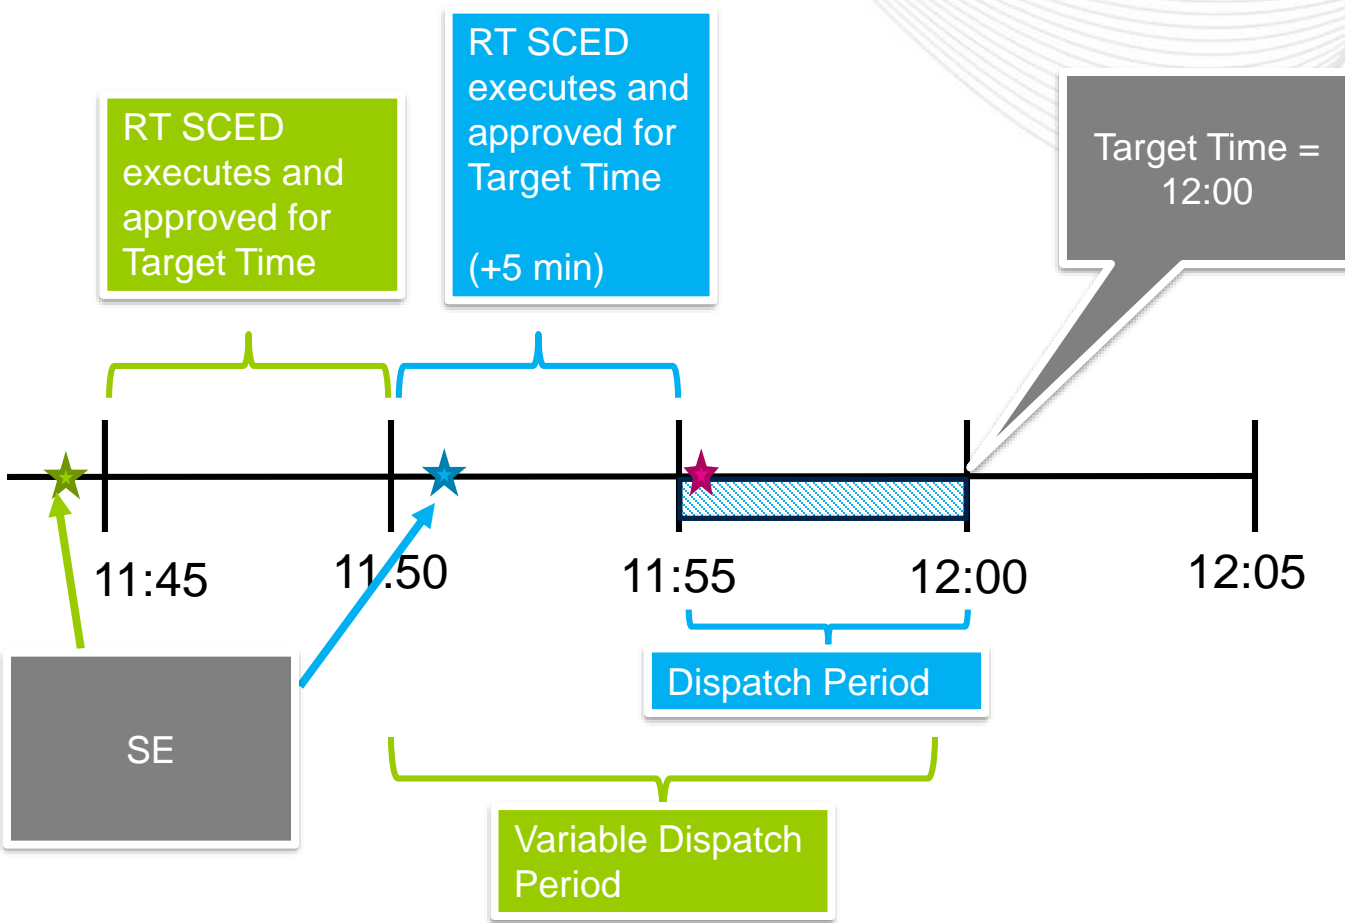 RT SCED
executes and
approved for
Target Time
(+5 min)
RT SCED
executes and
approved for
Target Time
Target Time =
12:00
11:45
11:50
11:55
12:00
12:05
Dispatch Period
SE
Variable Dispatch
Period